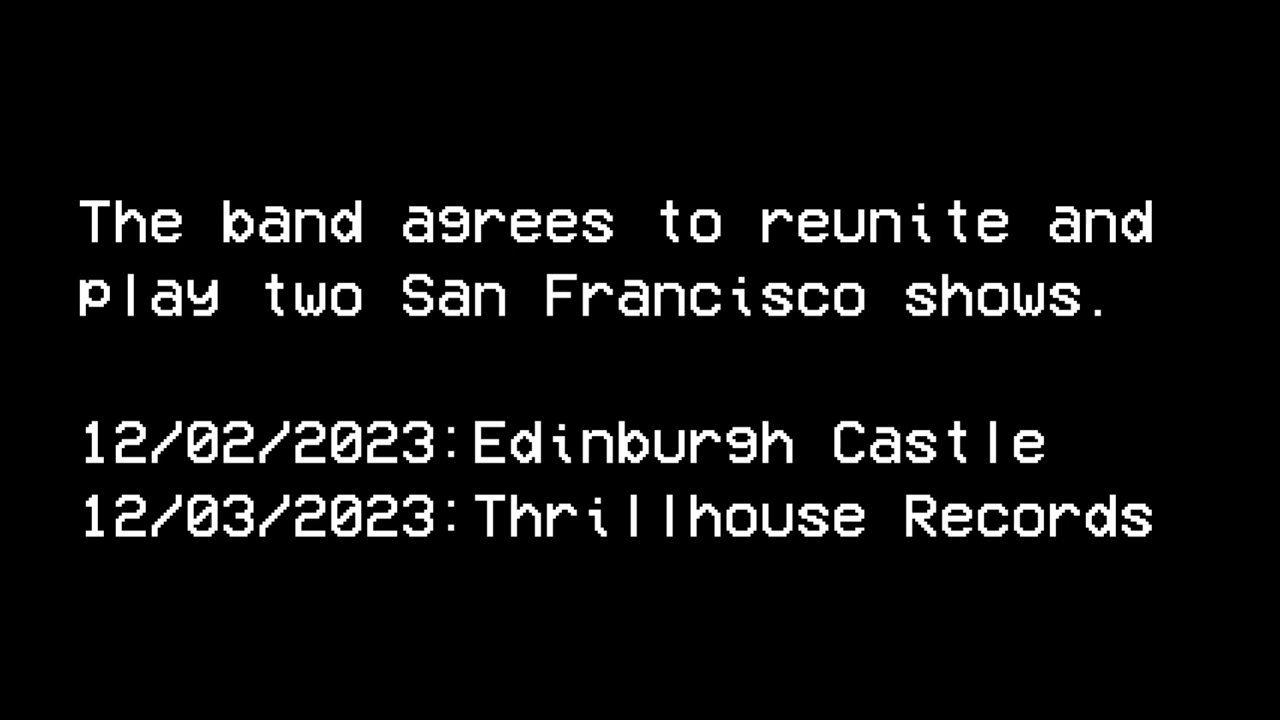 The band agrees to reunite and
play two San Francisco shows.
12/02/2023:Edinburgh Castle
12/03/2023:Thrillhouse Records